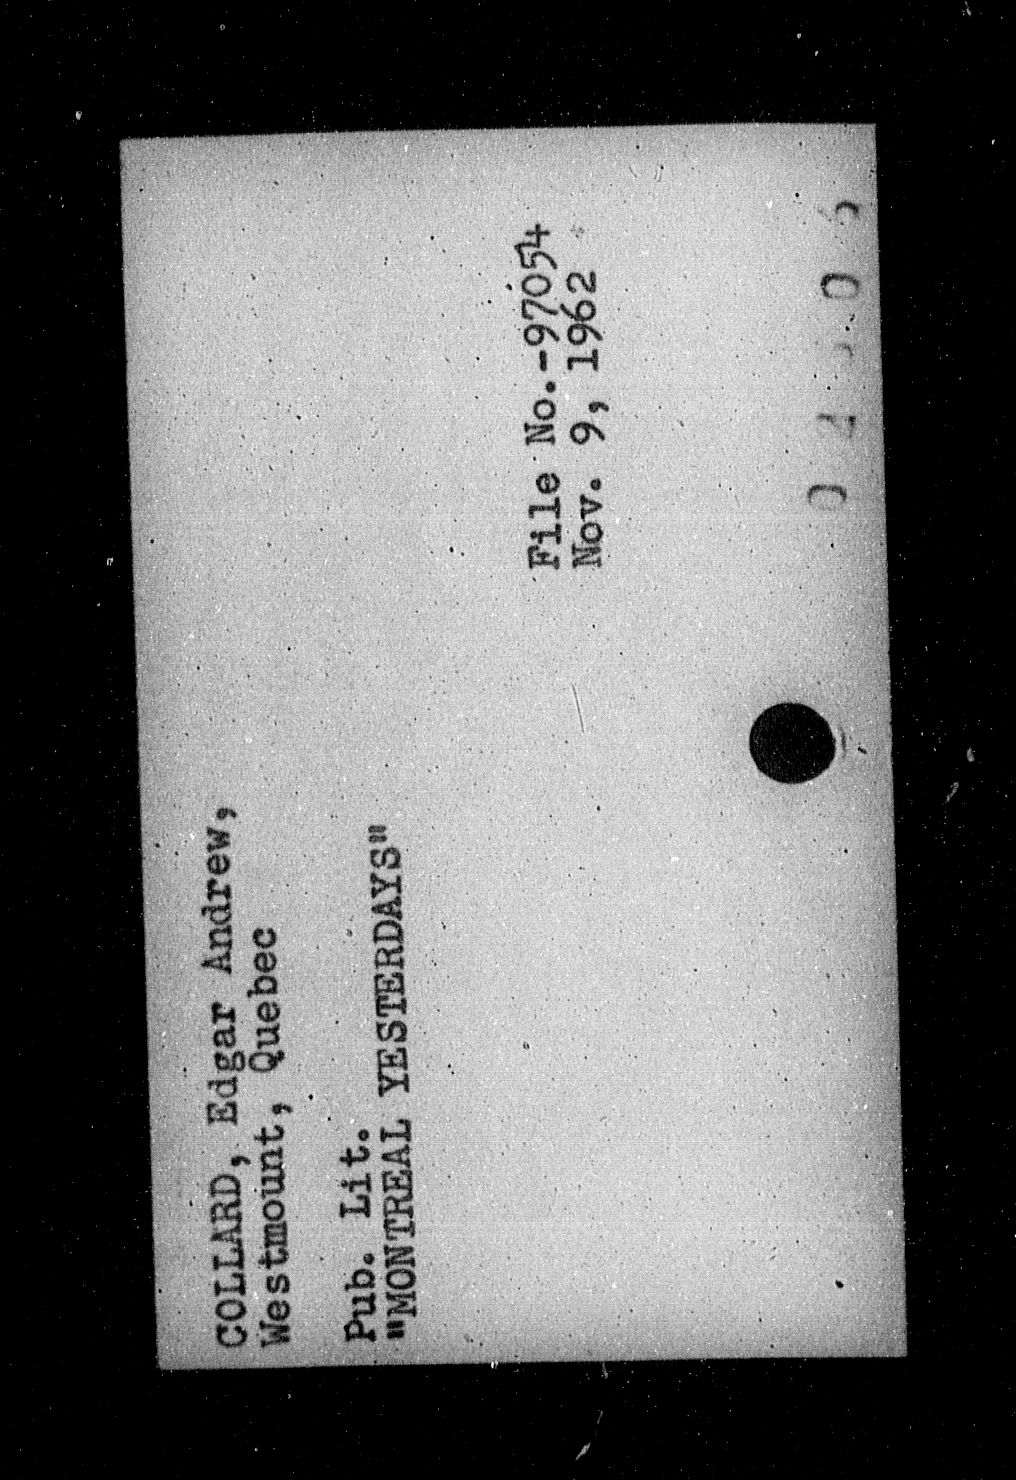 COLLARD, Edgar Andrew,
Westmount, Quebec
Pub. Lit.
"MONTREAL YESTERDAYS"
File No.-97054
Nov. 9, 1962